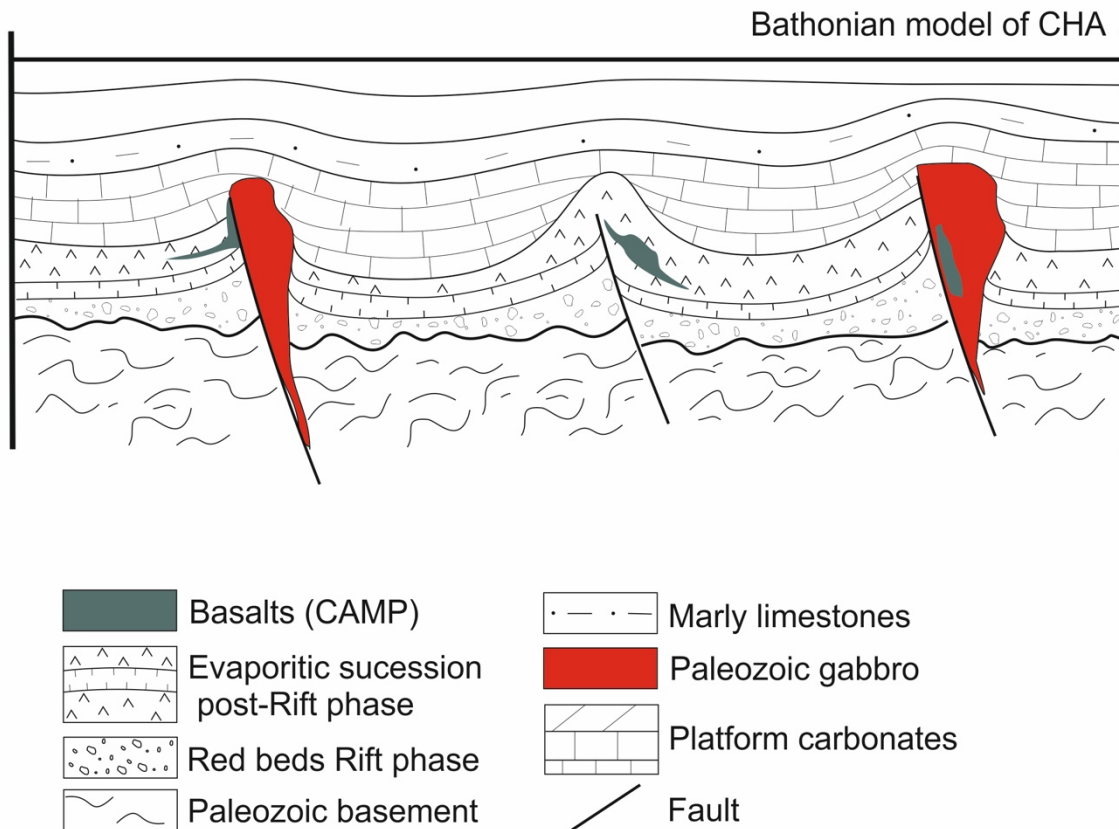 Bathonian model of CHA
Basalts (CAMP)
Evaporitic sucession
post-Rift phase
Red beds Rift phase
Paleozoic basement
Marly limestones
Paleozoic gabbro
Platform carbonates
Fault